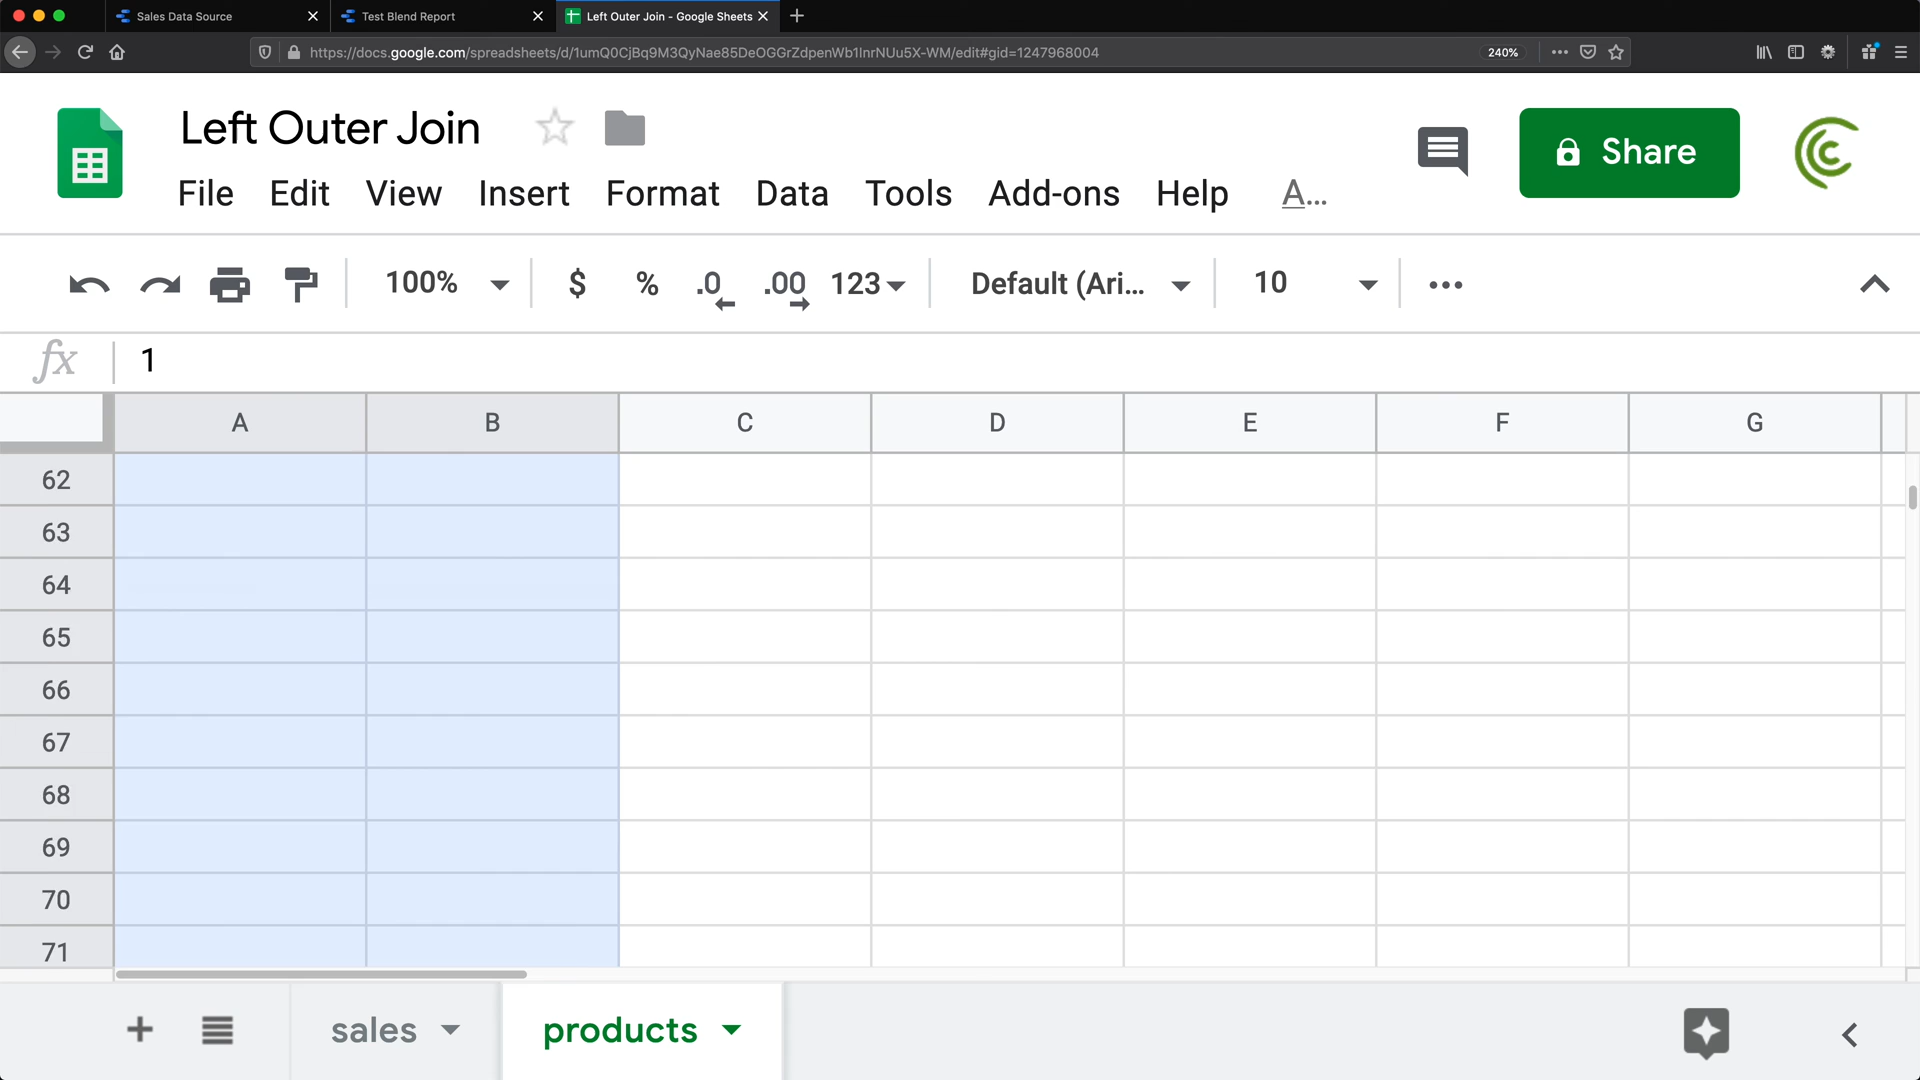 Sales Data Source
Test Blend Report
Left Outer Join - Google Sheets
https://docs.google.com/spreadsheets/d/1umQ0CjBq9M3QyNae85DeOGGrZdpenWb1InrNUu5X-WM/edit#gid=1247968004
240%
Left Outer Join
Share
File Edit View Insert Format Data Tools Add-ons Help A...
100% $ % .0 .00 123 Default (Ari... 10
fx 1
A B C D E F G
62
63
64
65
66
67
68
69
70
71
sales products